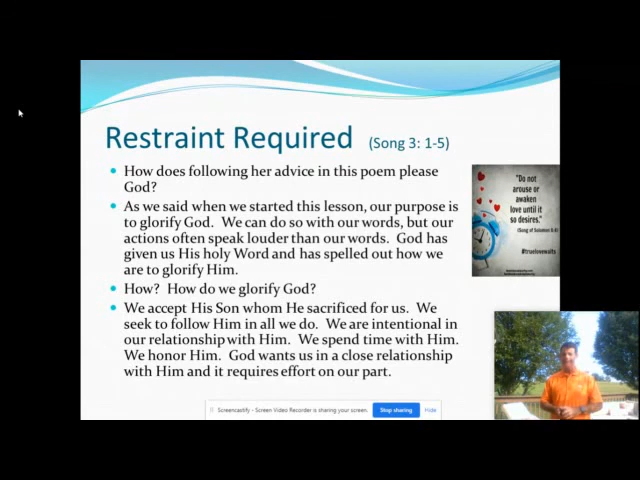 Restraint Required (Song 3: 1-5)
• How does following her advice in this poem please
God?
• As we said when we started this lesson, our purpose is
to glorify God. We can do so with our words, but our
actions often speak louder than our words. God has
given us His holy Word and has spelled out how we
are to glorify Him.
• How? How do we glorify God?
• We accept His Son whom He sacrificed for us. We
seek to follow Him in all we do. We are intentional in
our relationship with Him. We spend time with Him.
We honor Him. God wants us in a close relationship
with Him and it requires effort on our part.
"Do not
arouse or
awaken
love until it
so desires."
#truelovewaits
Screencastify - Screen Video Recorder is sharing your screen.
Stop sharing
Hide